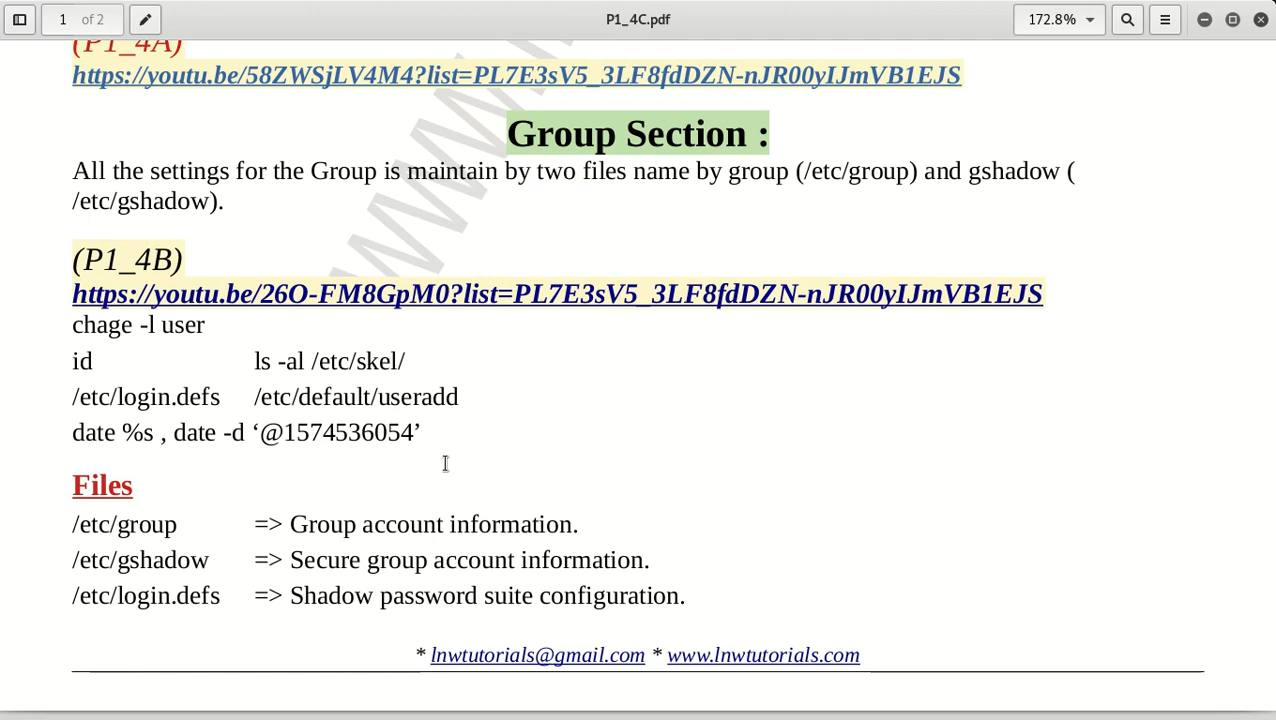 1 of 2
P1_4C.pdf
172.8%
(P1_4A)
https://youtu.be/58ZWSjLV4M4?list=PL7E3sV5_3LF8fdDZN-nJR00yIJmVB1EJS
Group Section :
All the settings for the Group is maintain by two files name by group (/etc/group) and gshadow (
/etc/gshadow).
(P1_4B)
https://youtu.be/26O-FM8GpM0?list=PL7E3sV5_3LF8fdDZN-nJR00yIJmVB1EJS
chage -l user
id ls -al /etc/skel/
/etc/login.defs /etc/default/useradd
date %s , date -d ‘@1574536054’
Files
/etc/group => Group account information.
/etc/gshadow => Secure group account information.
/etc/login.defs => Shadow password suite configuration.
* lnwtutorials@gmail.com * www.lnwtutorials.com